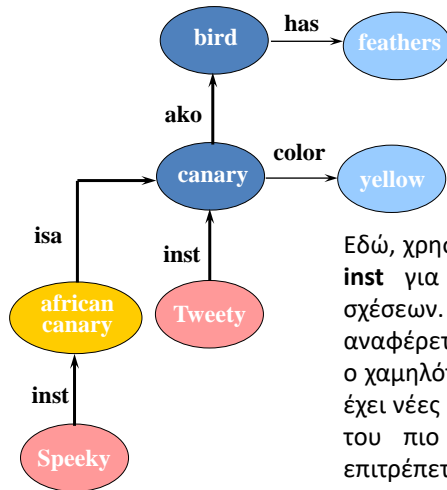 has
bird
feathers
ako
color
canary
yellow
isa
inst
african
canary
Tweety
inst
Speeky
Εδώ, χρησ
inst για
σχέσεων.
αναφέρετ
ο χαμηλότ
έχει νέες
του πιο
επιτρέπετ